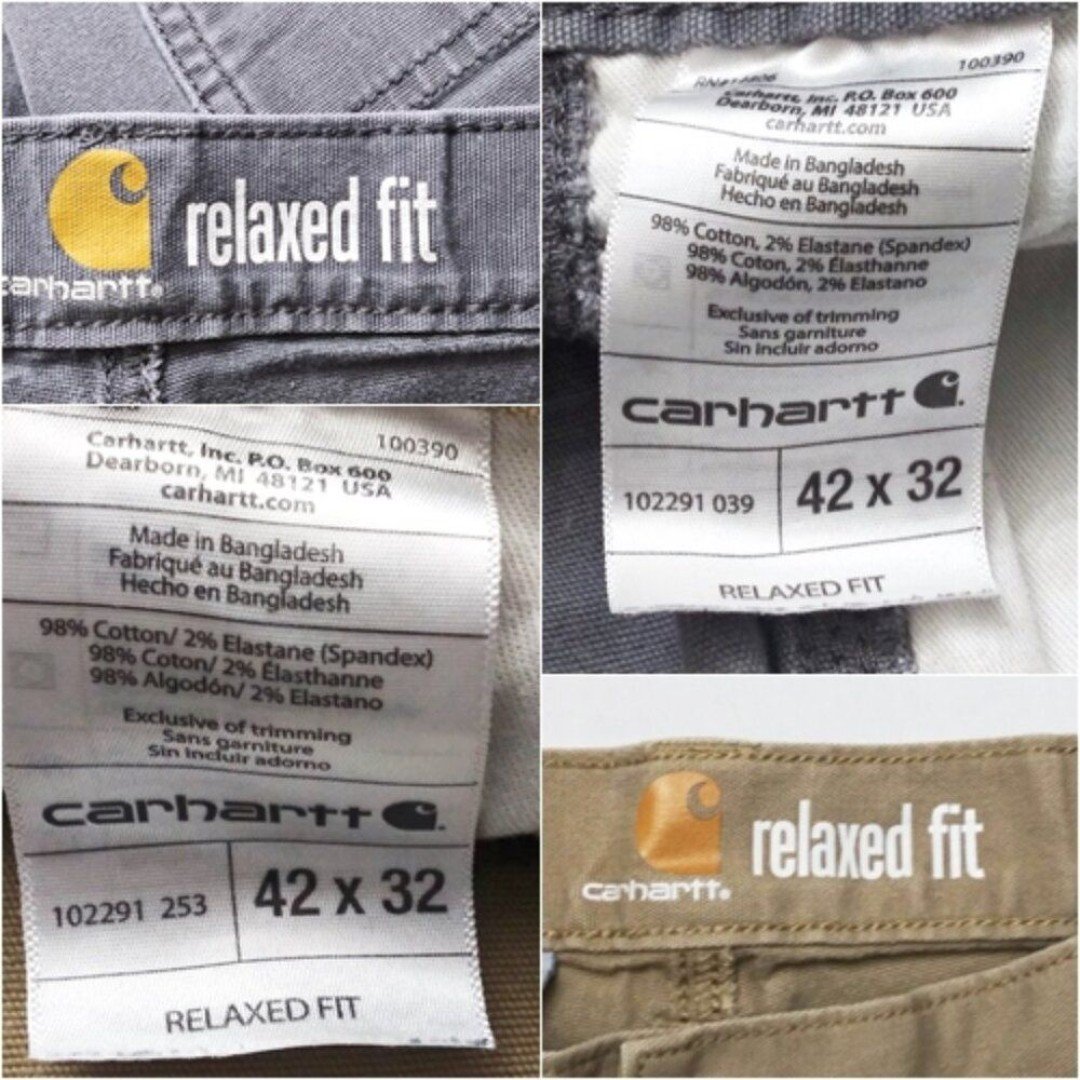 relaxed fit
carhartt®
100390
Carhartt, Inc. P.O. Box 600
Dearborn, MI 48121 USA
carhartt.com
Made in Bangladesh
Fabriqué au Bangladesh
Hecho en Bangladesh
98% Cotton, 2% Elastane (Spandex)
98% Coton, 2% Élasthanne
98% Algodón, 2% Elastano
Exclusive of trimming
Sans garniture
Sin incluir adorno
carhartt
102291 039 42 x 32
RELAXED FIT
100390
Carhartt, Inc. P.O. Box 600
Dearborn, MI 48121 USA
carhartt.com
Made in Bangladesh
Fabriqué au Bangladesh
Hecho en Bangladesh
98% Cotton/ 2% Elastane (Spandex)
98% Coton/ 2% Élasthanne
98% Algodón/ 2% Elastano
Exclusive of trimming
Sans garniture
Sin incluir adorno
carhartt
102291 253 42 x 32
RELAXED FIT
relaxed fit
carhartt®